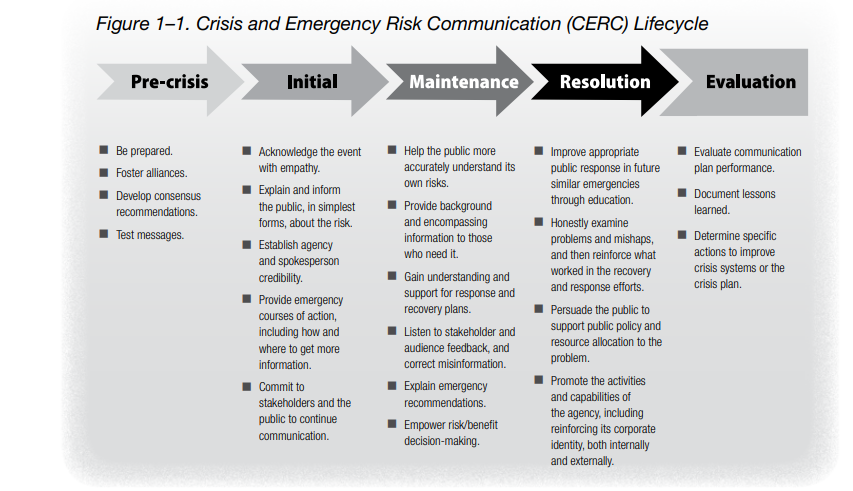 Figure 1–1. Crisis and Emergency Risk Communication (CERC) Lifecycle
Pre-crisis
Be prepared.
Foster alliances.
Develop consensus
recommendations.
Test messages.
Initial
Acknowledge the event
with empathy.
Explain and inform
the public, in simplest
forms, about the risk.
Establish agency
and spokesperson
credibility.
Provide emergency
courses of action,
including how and
where to get more
information.
Commit to
stakeholders and the
public to continue
communication.
Maintenance
Help the public more
accurately understand its
own risks.
Provide background
and encompassing
information to those
who need it.
Gain understanding and
support for response and
recovery plans.
Listen to stakeholder and
audience feedback, and
correct misinformation.
Explain emergency
recommendations.
Empower risk/benefit
decision-making.
Resolution
Improve appropriate
public response in future
similar emergencies
through education.
Honestly examine
problems and mishaps,
and then reinforce what
worked in the recovery
and response efforts.
Persuade the public to
support public policy and
resource allocation to the
problem.
Promote the activities
and capabilities of
the agency, including
reinforcing its corporate
identity, both internally
and externally.
Evaluation
Evaluate communication
plan performance.
Document lessons
learned.
Determine specific
actions to improve
crisis systems or the
crisis plan.